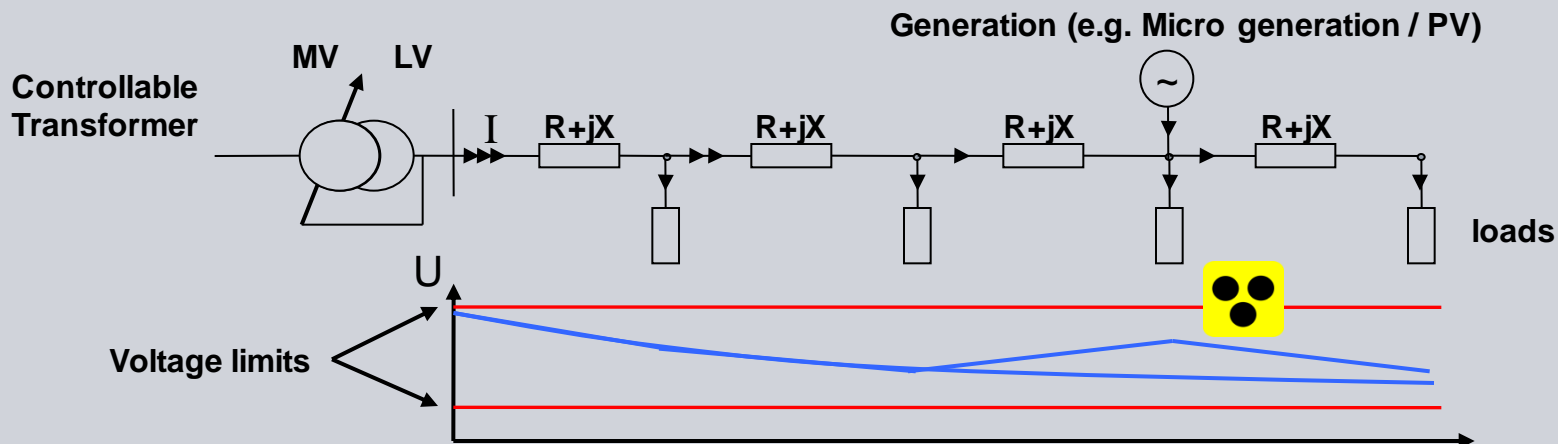 Generation (e.g. Micro generation / PV)
MV LV
Controllable
Transformer
I
R+jX R+jX R+jX R+jX
~
loads
U
Voltage limits